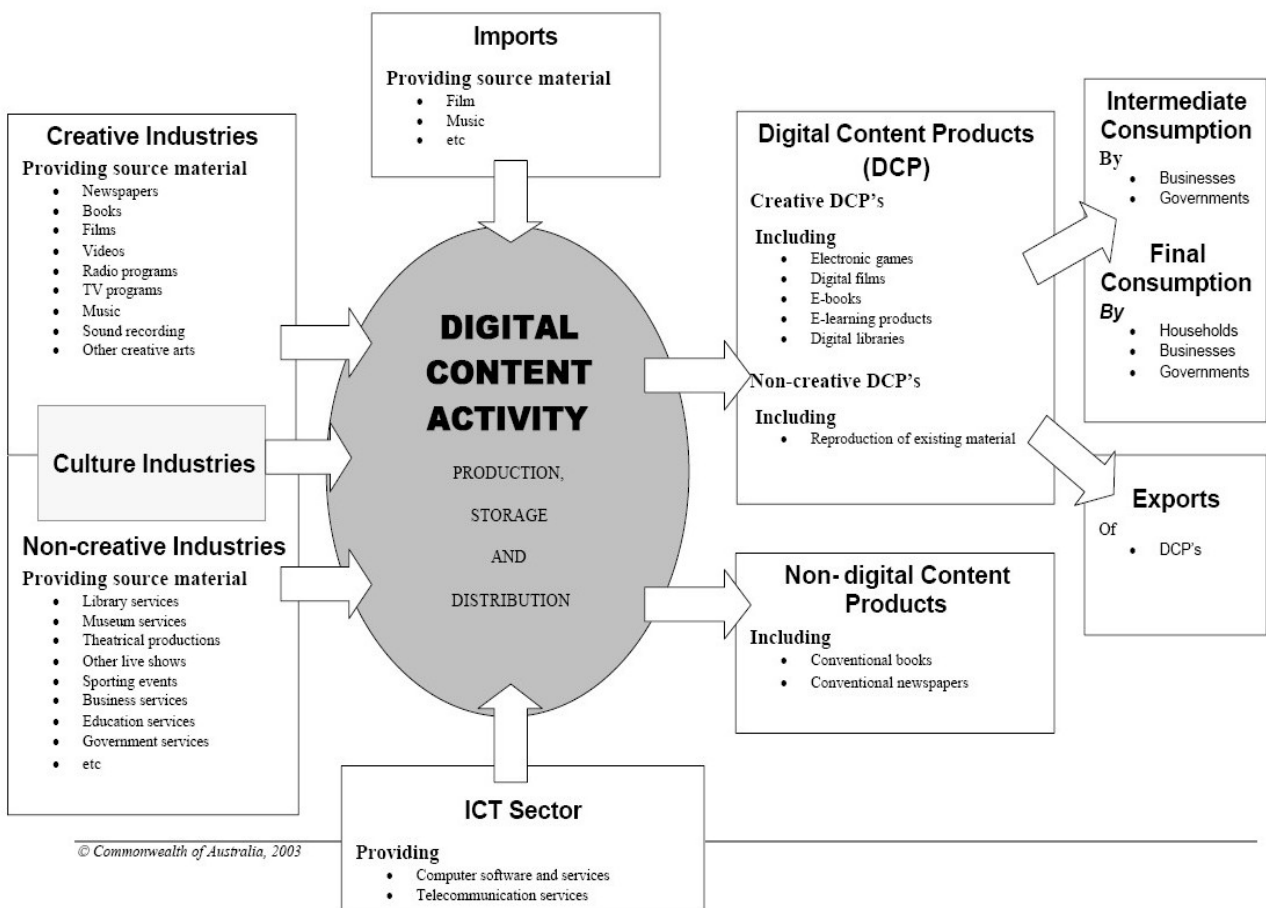 Imports
Providing source material
• Film
• Music
• etc
Creative Industries
Providing source material
• Newspapers
• Books
• Films
• Videos
• Radio programs
• TV programs
• Music
• Sound recording
• Other creative arts
Culture Industries
Non-creative Industries
Providing source material
• Library services
• Museum services
• Theatrical productions
• Other live shows
• Sporting events
• Business services
• Education services
• Government services
• etc
DIGITAL
CONTENT
ACTIVITY
PRODUCTION,
STORAGE
AND
DISTRIBUTION
Digital Content Products
(DCP)
Creative DCP's
Including
• Electronic games
• Digital films
• E-books
• E-learning products
• Digital libraries
Non-creative DCP's
Including
• Reproduction of existing material
Non- digital Content
Products
Including
• Conventional books
• Conventional newspapers
Intermediate
Consumption
By
• Businesses
• Governments
Final
Consumption
By
• Households
• Businesses
• Governments
Exports
Of
• DCP's
ICT Sector
Providing
• Computer software and services
• Telecommunication services
© Commonwealth of Australia, 2003